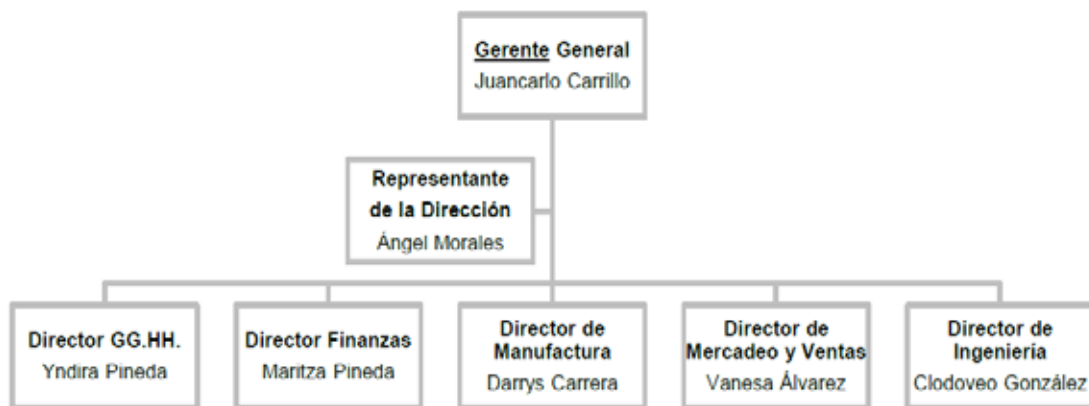 Gerente General
Juancarlo Carrillo
Representante
de la Dirección
Ángel Morales
Director GG.HH.
Yndira Pineda
Director Finanzas
Maritza Pineda
Director de
Manufactura
Darrys Carrera
Director de
Mercadeo y Ventas
Vanesa Álvarez
Director de
Ingeniería
Clodoveo González